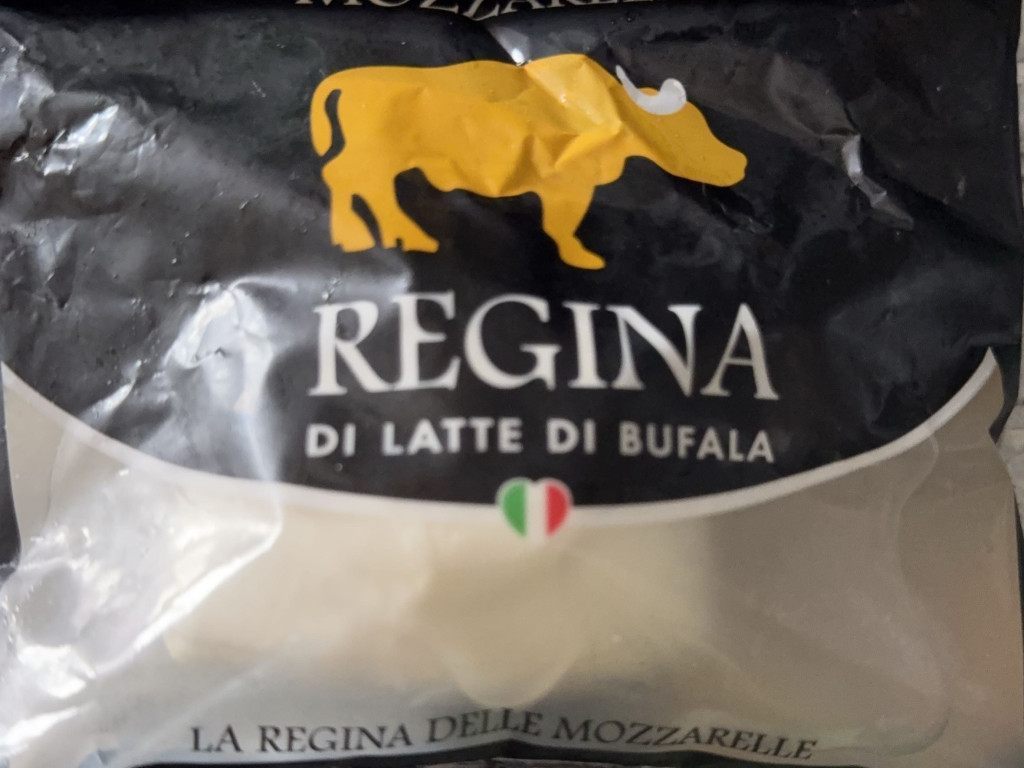 REGINA
DI LATTE DI BUFALA
LA REGINA DELLE MOZZARELLE